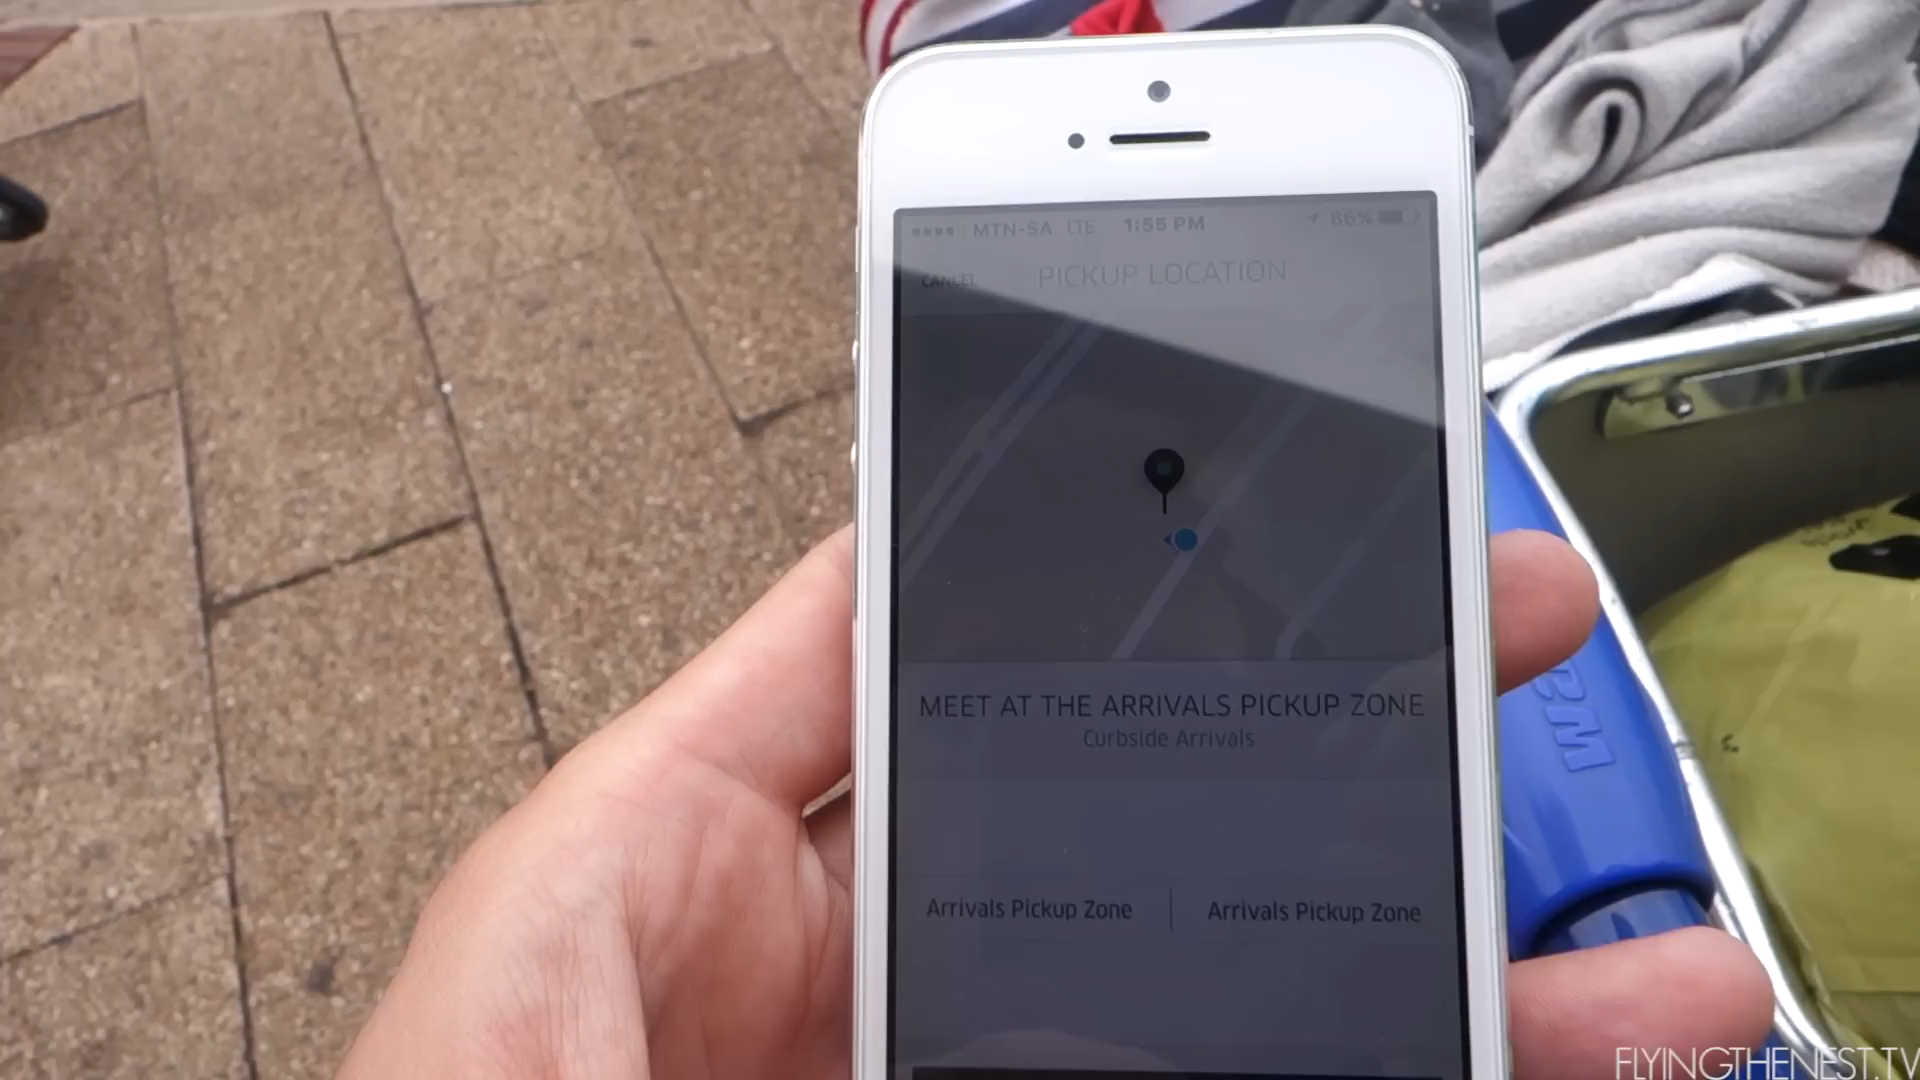 MTN-SA LTE 1:55 PM 86%
CANCEL PICKUP LOCATION
MEET AT THE ARRIVALS PICKUP ZONE
Curbside Arrivals
Arrivals Pickup Zone Arrivals Pickup Zone
FLYINGTHENEST.TV